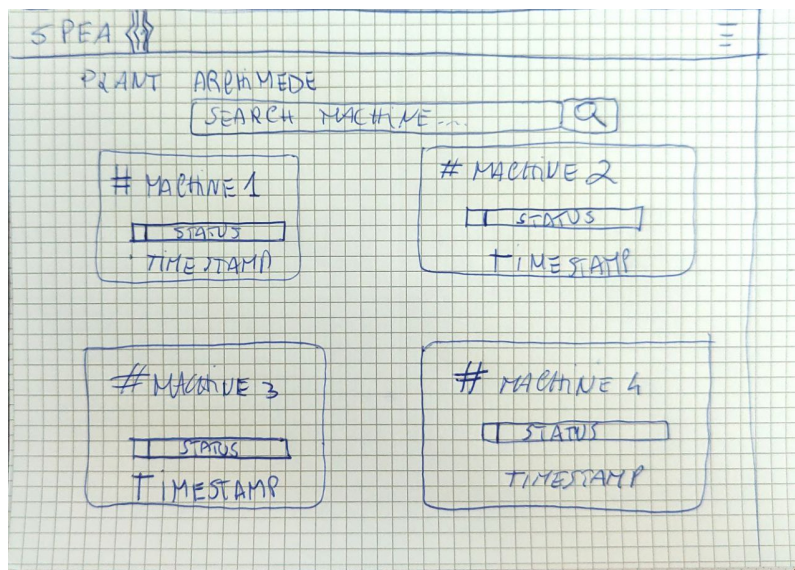 SPEA
PLANT ARCHIMEDE
SEARCH MACHINE...
# MACHINE 1
STATUS
TIMESTAMP
# MACHINE 2
STATUS
TIMESTAMP
# MACHINE 3
STATUS
TIMESTAMP
# MACHINE 4
STATUS
TIMESTAMP